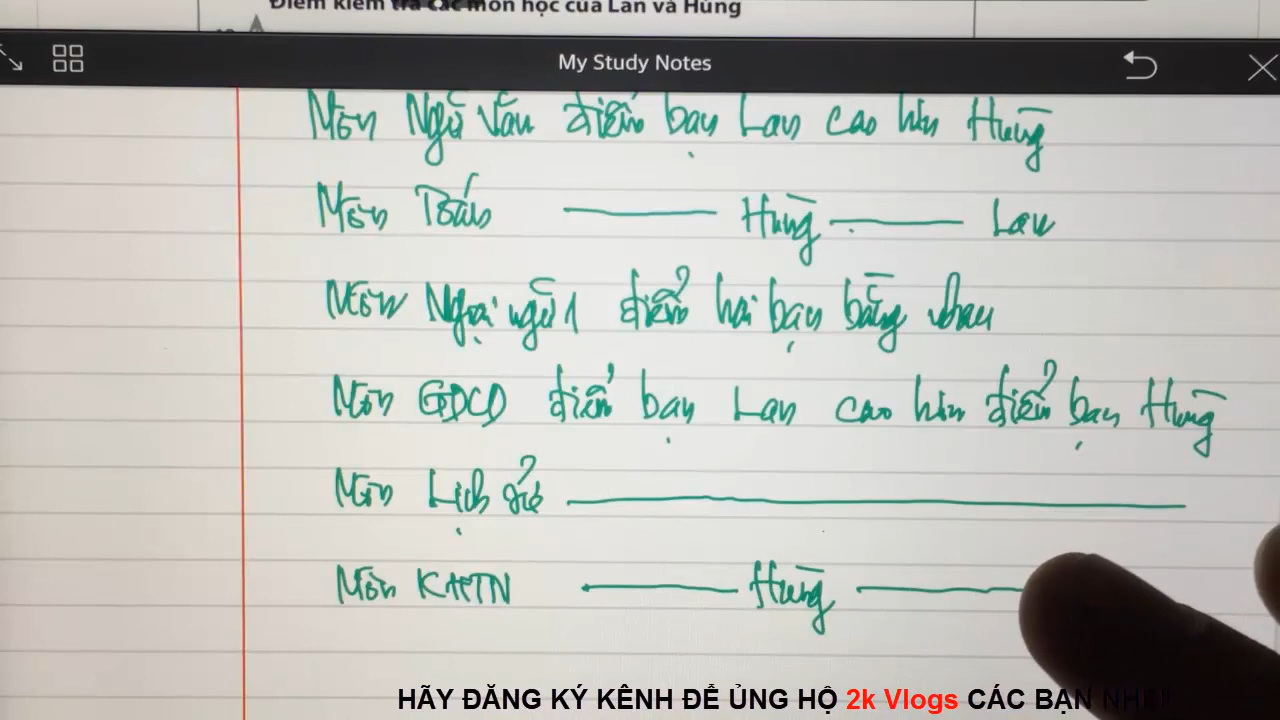 Điểm kiểm tra các môn học của Lan và Hùng
My Study Notes
Môn Ngữ Văn điểm bạn Lan cao hơn Hùng
Môn Toán Hùng Lan
Môn Ngoại ngữ 1 điểm hai bạn bằng nhau
Môn GDCD điểm bạn Lan cao hơn điểm bạn Hùng
Môn Lịch sử
Môn KHTN Hùng
HÃY ĐĂNG KÝ KÊNH ĐỂ ỦNG HỘ 2k Vlogs CÁC BẠN NHÉ